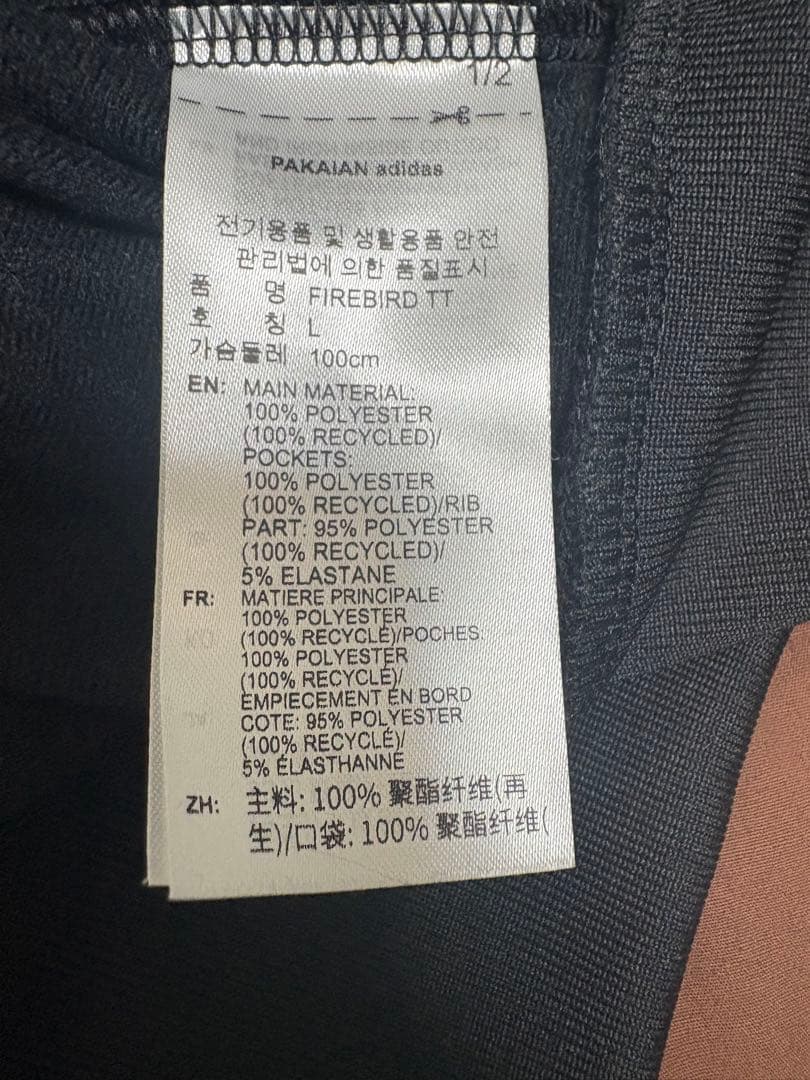 1/2
PAKAIAN adidas
전기용품 및 생활용품 안전
관리법에 의한 품질표시
품 명 FIREBIRD TT
호 칭 L
가슴둘레 100cm
EN: MAIN MATERIAL:
100% POLYESTER
(100% RECYCLED)/
POCKETS:
100% POLYESTER
(100% RECYCLED)/RIB
PART: 95% POLYESTER
(100% RECYCLED)/
5% ELASTANE
FR: MATIERE PRINCIPALE:
100% POLYESTER
(100% RECYCLÉ)/POCHES:
100% POLYESTER
(100% RECYCLÉ)/
EMPIECEMENT EN BORD
COTE: 95% POLYESTER
(100% RECYCLÉ)/
5% ÉLASTHANNE
ZH: 主料: 100% 聚酯纤维(再
生)/口袋: 100% 聚酯纤维(